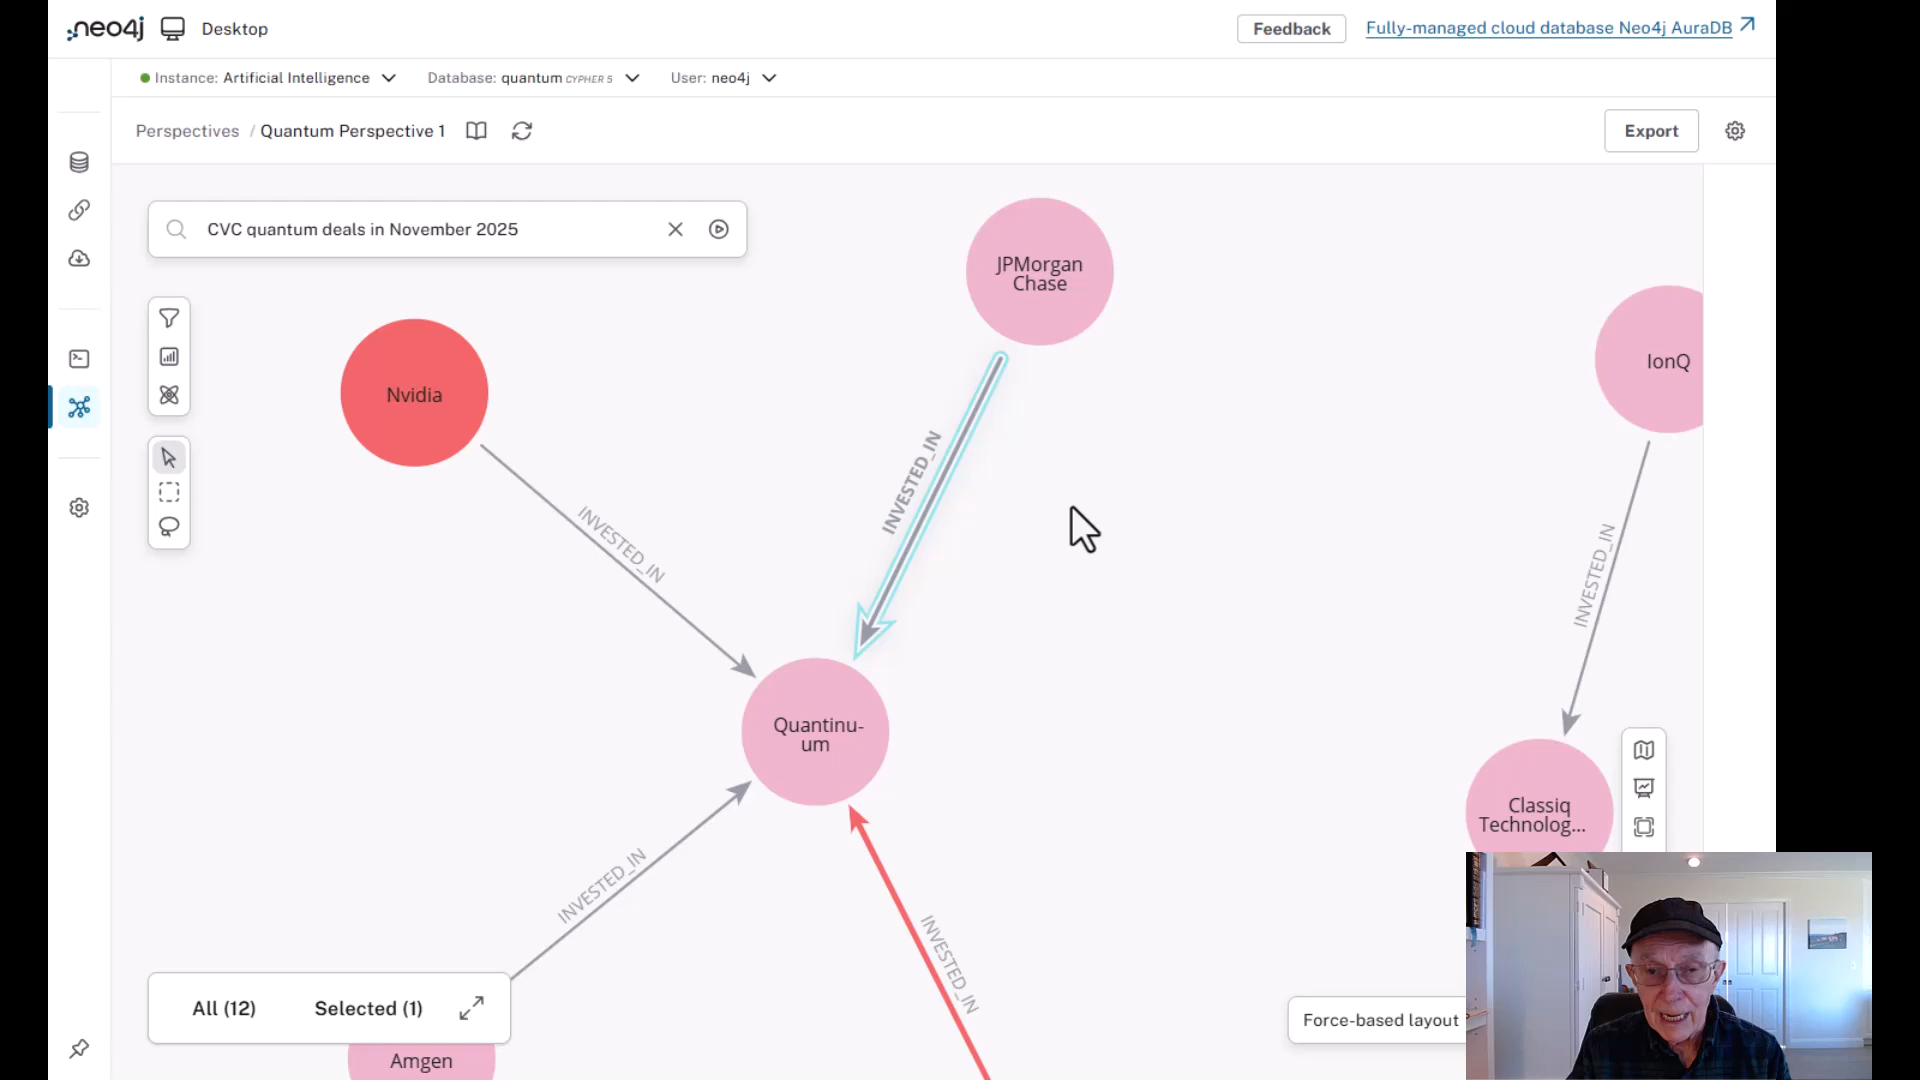 neo4j Desktop
Feedback
Fully-managed cloud database Neo4j AuraDB
Instance: Artificial Intelligence
Database: quantum CYPHER 5
User: neo4j
Perspectives / Quantum Perspective 1
Export
CVC quantum deals in November 2025
JPMorgan
Chase
IonQ
Nvidia
INVESTED_IN
INVESTED_IN
INVESTED_IN
Quantinu-
um
Classiq
Technolog...
INVESTED_IN
INVESTED_IN
All (12)
Selected (1)
Force-based layout
Amgen